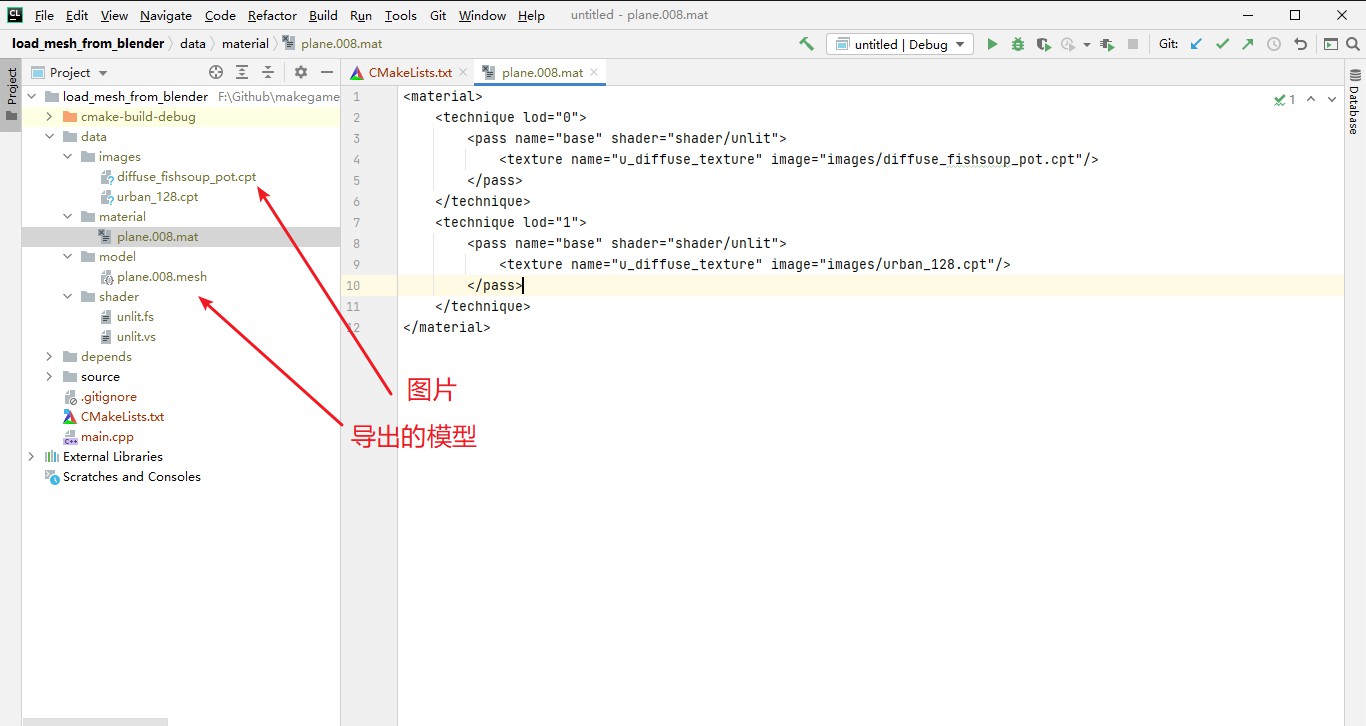 File Edit View Navigate Code Refactor Build Run Tools Git Window Help untitled - plane.008.mat
load_mesh_from_blender data material plane.008.mat untitled | Debug Git:
Project
Project
CMakeLists.txt plane.008.mat
load_mesh_from_blender F:\Github\makegame
cmake-build-debug
data
images
diffuse_fishsoup_pot.cpt
urban_128.cpt
material
plane.008.mat
model
plane.008.mesh
shader
unlit.fs
unlit.vs
depends
source
.gitignore
CMakeLists.txt
main.cpp
External Libraries
Scratches and Consoles
1 <material>
2 <technique lod="0">
3 <pass name="base" shader="shader/unlit">
4 <texture name="u_diffuse_texture" image="images/diffuse_fishsoup_pot.cpt"/>
5 </pass>
6 </technique>
7 <technique lod="1">
8 <pass name="base" shader="shader/unlit">
9 <texture name="u_diffuse_texture" image="images/urban_128.cpt"/>
10 </pass>
11 </technique>
12 </material>
1
图片
导出的模型
Database